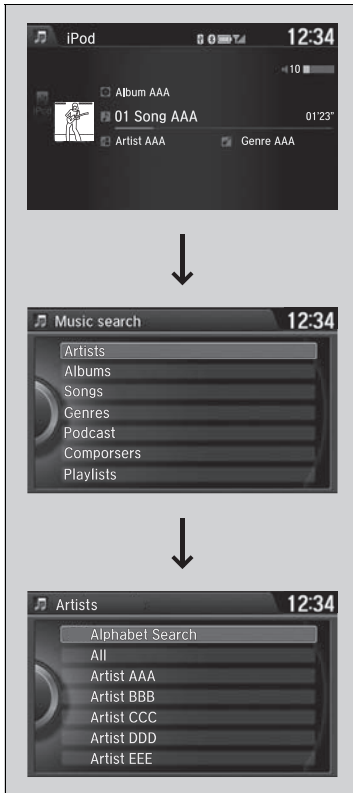 iPod 12:34
10
Album AAA
01 Song AAA 01'23"
Artist AAA Genre AAA
Music search 12:34
Artists
Albums
Songs
Genres
Podcast
Comporsers
Playlists
Artists 12:34
Alphabet Search
All
Artist AAA
Artist BBB
Artist CCC
Artist DDD
Artist EEE